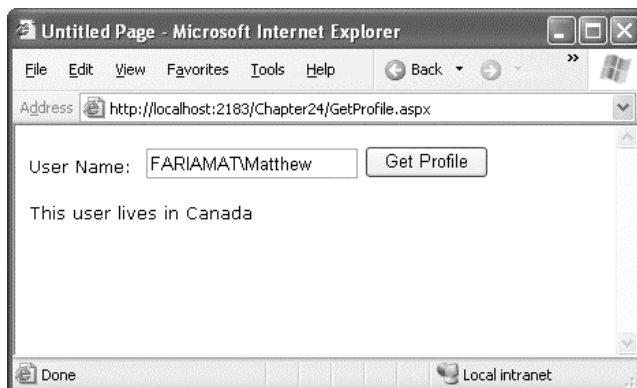 Untitled Page - Microsoft Internet Explorer
File Edit View Favorites Tools Help Back »
Address http://localhost:2183/Chapter24/GetProfile.aspx
User Name: FARIAMAT\Matthew Get Profile
This user lives in Canada
Done Local intranet